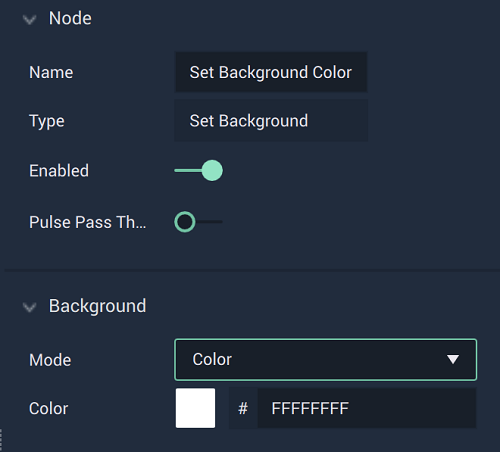 Node
Name Set Background Color
Type Set Background
Enabled
Pulse Pass Th...
Background
Mode Color
Color # FFFFFFFF